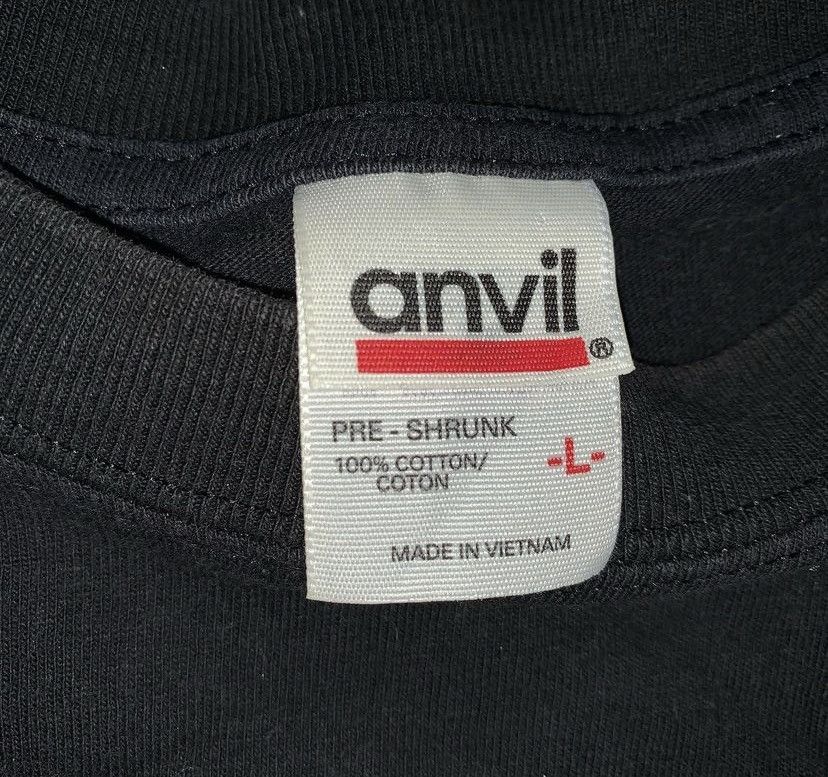 anvil®
PRE - SHRUNK
100% COTTON/
COTON
-L-
MADE IN VIETNAM